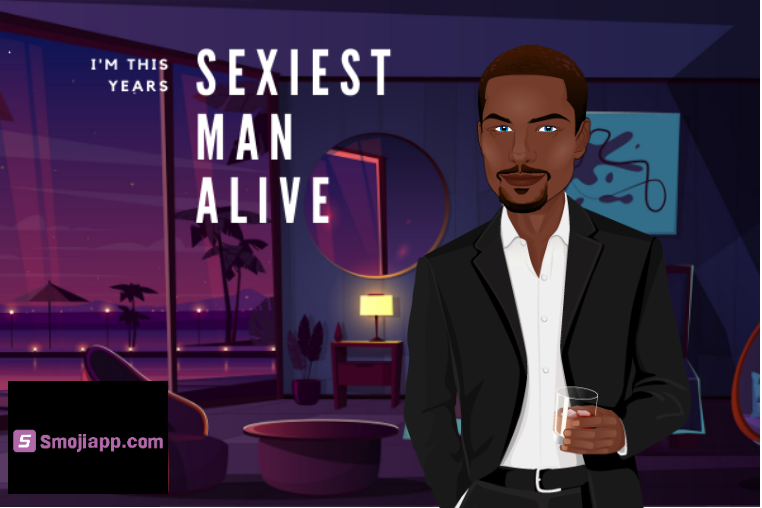 I'M THIS
YEARS
SEXIEST
MAN
ALIVE
S Smojiapp.com